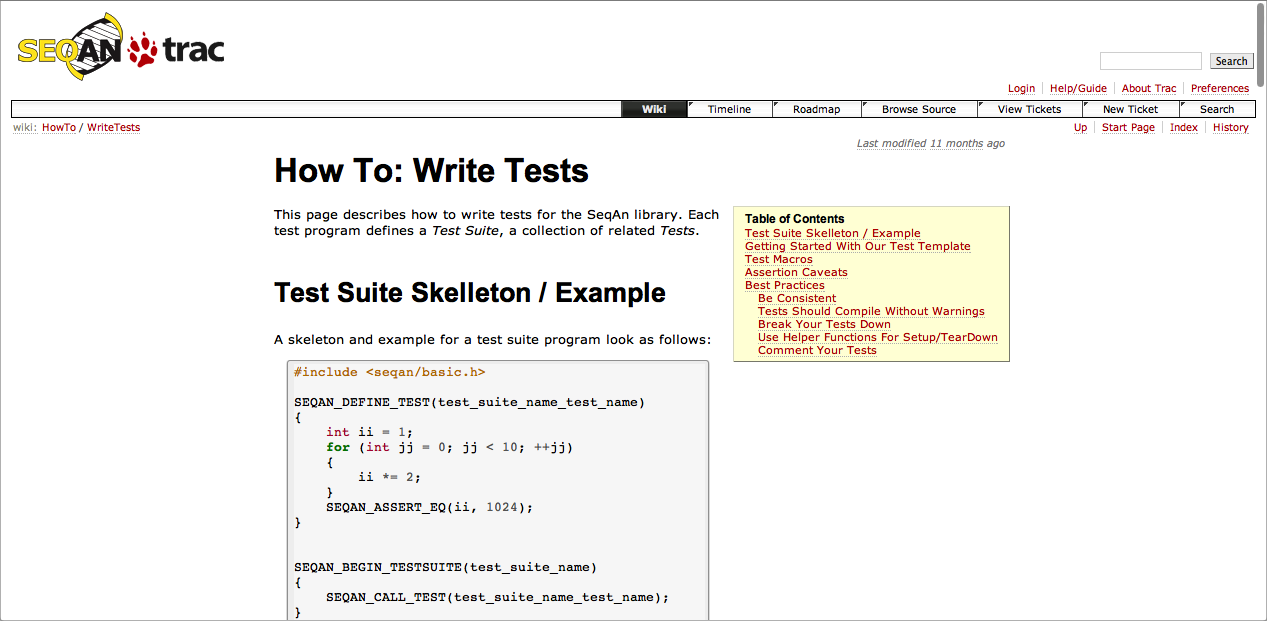 SEQAN trac
Search
Login Help/Guide About Trac Preferences
Wiki Timeline Roadmap Browse Source View Tickets New Ticket Search
wiki: HowTo / WriteTests
Up Start Page Index History
Last modified 11 months ago
How To: Write Tests
This page describes how to write tests for the SeqAn library. Each
test program defines a Test Suite, a collection of related Tests.
Table of Contents
Test Suite Skelleton / Example
Getting Started With Our Test Template
Test Macros
Assertion Caveats
Best Practices
Be Consistent
Tests Should Compile Without Warnings
Break Your Tests Down
Use Helper Functions For Setup/TearDown
Comment Your Tests
Test Suite Skelleton / Example
A skeleton and example for a test suite program look as follows:
#include <seqan/basic.h>
SEQAN_DEFINE_TEST(test_suite_name_test_name)
{
    int ii = 1;
    for (int jj = 0; jj < 10; ++jj)
    {
        ii *= 2;
    }
    SEQAN_ASSERT_EQ(ii, 1024);
}
SEQAN_BEGIN_TESTSUITE(test_suite_name)
{
    SEQAN_CALL_TEST(test_suite_name_test_name);
}